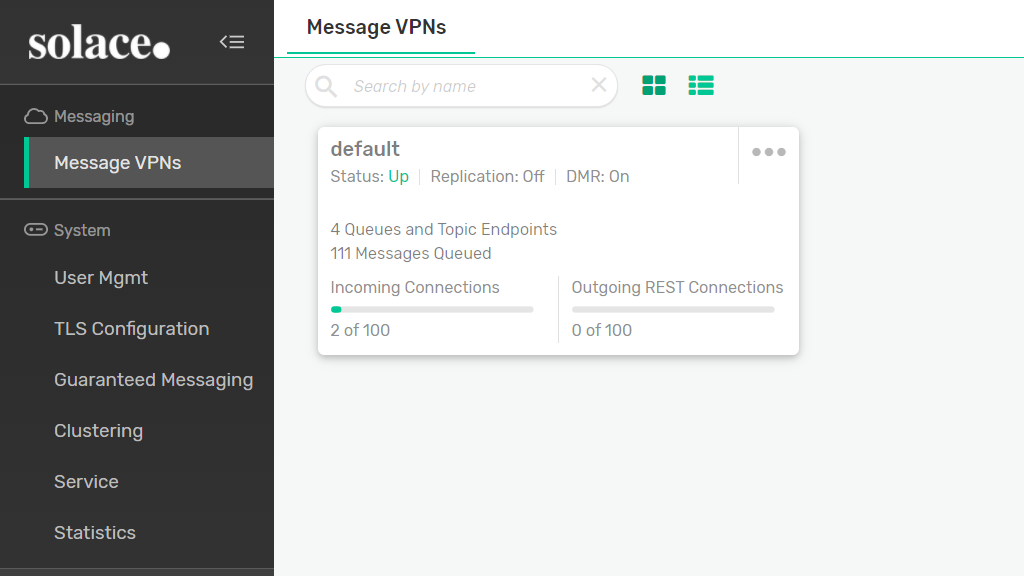 solace.
Messaging
Message VPNs
System
User Mgmt
TLS Configuration
Guaranteed Messaging
Clustering
Service
Statistics
Message VPNs
Search by name
default
Status: Up Replication: Off DMR: On
4 Queues and Topic Endpoints
111 Messages Queued
Incoming Connections
2 of 100
Outgoing REST Connections
0 of 100